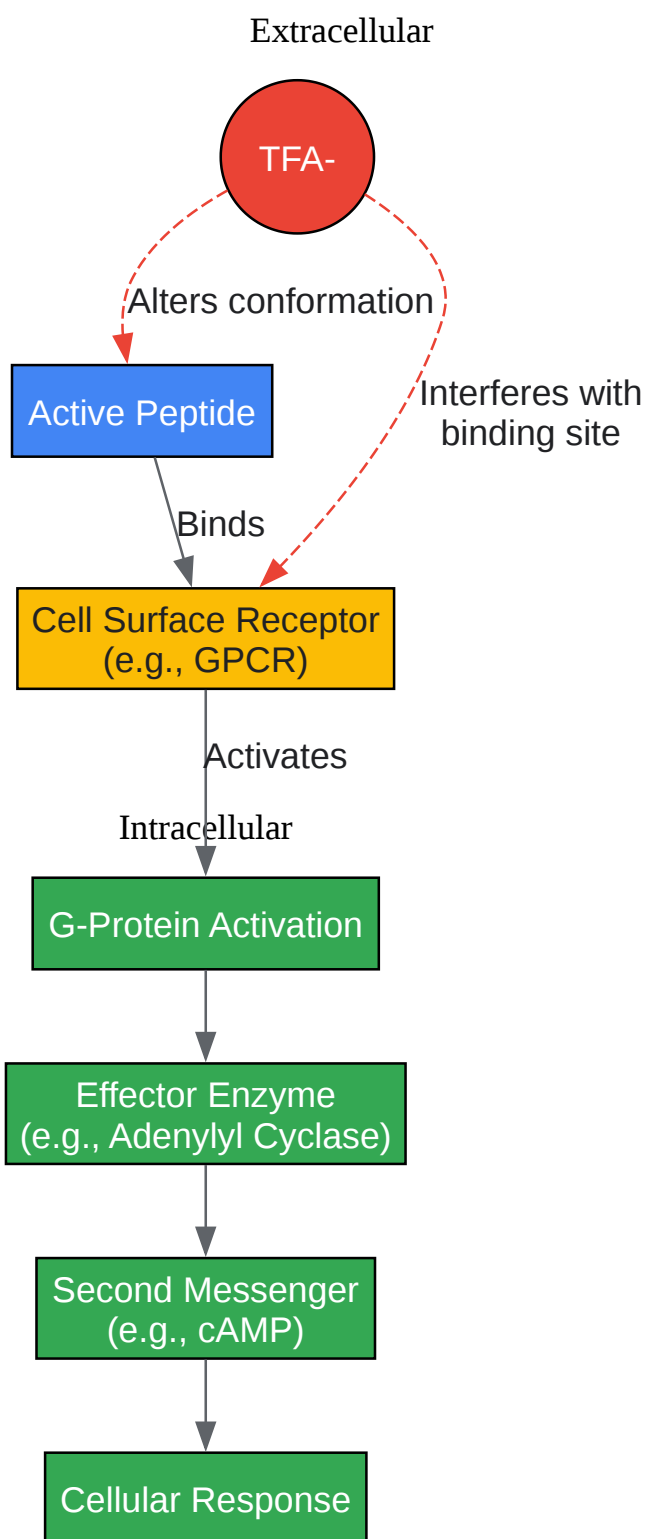 Extracellular
TFA-
Alters conformation
Interferes with
binding site
Active Peptide
Binds
Cell Surface Receptor
(e.g., GPCR)
Activates
Intracellular
G-Protein Activation
Effector Enzyme
(e.g., Adenylyl Cyclase)
Second Messenger
(e.g., cAMP)
Cellular Response